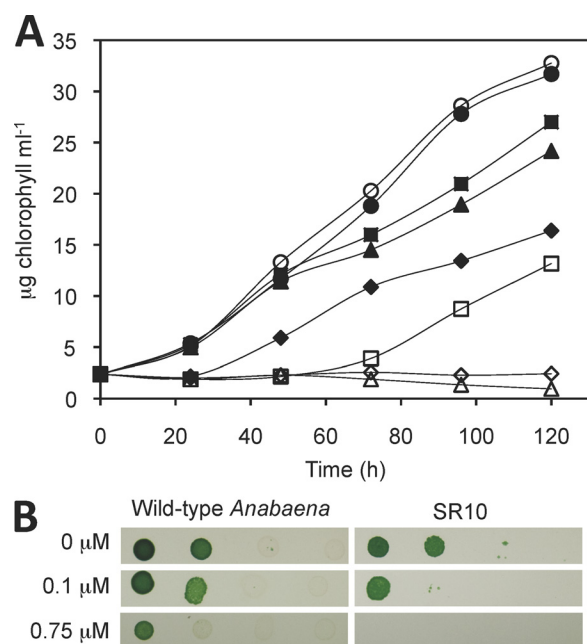 A
35
30
25
20
15
10
5
0
µg chlorophyll ml⁻¹
0 20 40 60 80 100 120
Time (h)
B
Wild-type Anabaena SR10
0 µM
0.1 µM
0.75 µM